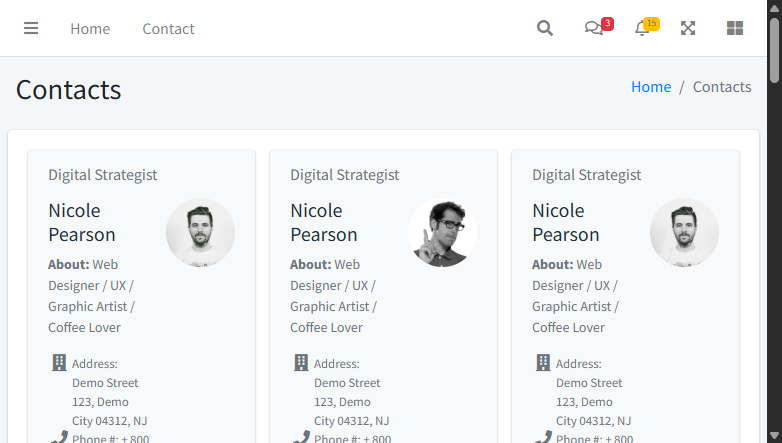 Home Contact 3 15
Contacts
Home / Contacts
Digital Strategist
Nicole
Pearson
About: Web
Designer / UX /
Graphic Artist /
Coffee Lover
Address:
Demo Street
123, Demo
City 04312, NJ
Phone #: + 800
Digital Strategist
Nicole
Pearson
About: Web
Designer / UX /
Graphic Artist /
Coffee Lover
Address:
Demo Street
123, Demo
City 04312, NJ
Phone #: + 800
Digital Strategist
Nicole
Pearson
About: Web
Designer / UX /
Graphic Artist /
Coffee Lover
Address:
Demo Street
123, Demo
City 04312, NJ
Phone #: + 800